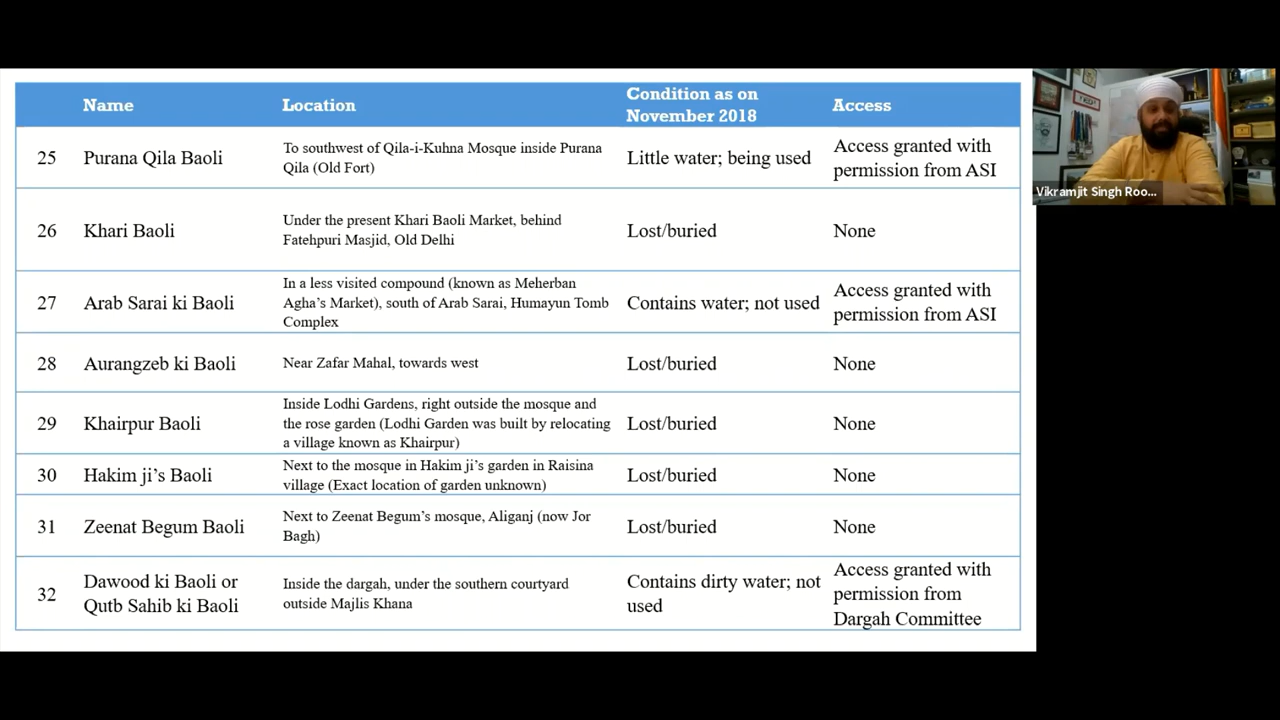 Name Location Condition as on
November 2018 Access
25 Purana Qila Baoli To southwest of Qila-i-Kuhna Mosque inside Purana
Qila (Old Fort) Little water; being used Access granted with
permission from ASI
26 Khari Baoli Under the present Khari Baoli Market, behind
Fatehpuri Masjid, Old Delhi Lost/buried None
27 Arab Sarai ki Baoli In a less visited compound (known as Meherban
Agha's Market), south of Arab Sarai, Humayun Tomb
Complex Contains water; not used Access granted with
permission from ASI
28 Aurangzeb ki Baoli Near Zafar Mahal, towards west Lost/buried None
29 Khairpur Baoli Inside Lodhi Gardens, right outside the mosque and
the rose garden (Lodhi Garden was built by relocating
a village known as Khairpur) Lost/buried None
30 Hakim ji's Baoli Next to the mosque in Hakim ji's garden in Raisina
village (Exact location of garden unknown) Lost/buried None
31 Zeenat Begum Baoli Next to Zeenat Begum's mosque, Aliganj (now Jor
Bagh) Lost/buried None
32 Dawood ki Baoli or
Qutb Sahib ki Baoli Inside the dargah, under the southern courtyard
outside Majlis Khana Contains dirty water; not
used Access granted with
permission from
Dargah Committee
Vikramjit Singh Roo...